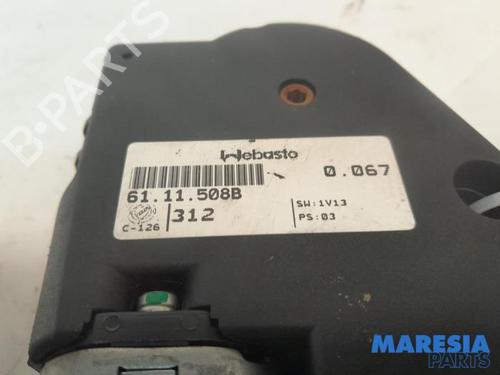 Webasto
0.067
61.11.508B
312
SW:1V13
PS:03
C-126
B-PARTS
MARESIA
PARTS